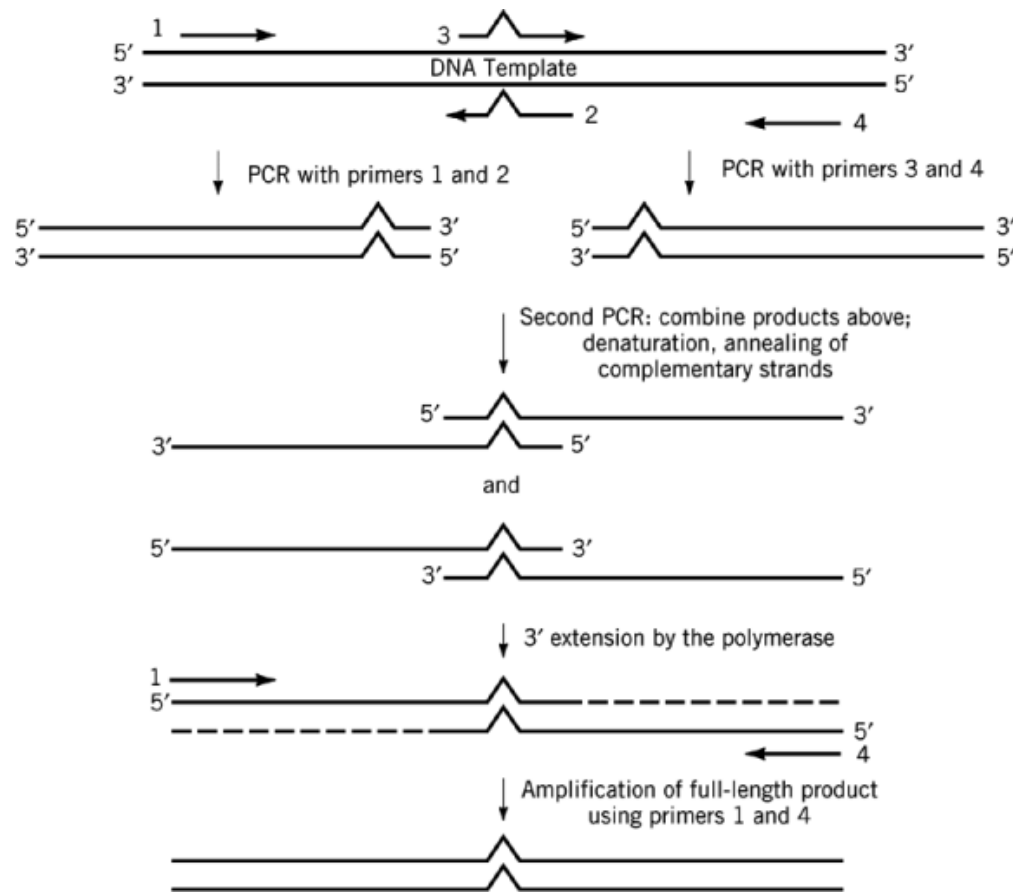 1
3
5′ 3′
DNA Template
3′ 5′
2
4
PCR with primers 1 and 2
PCR with primers 3 and 4
5′ 3′ 5′ 3′
3′ 5′ 3′ 5′
Second PCR: combine products above;
denaturation, annealing of
complementary strands
5′ 3′
3′ 5′
and
5′ 3′
3′ 5′
3′ extension by the polymerase
1
5′
5′
4
Amplification of full-length product
using primers 1 and 4